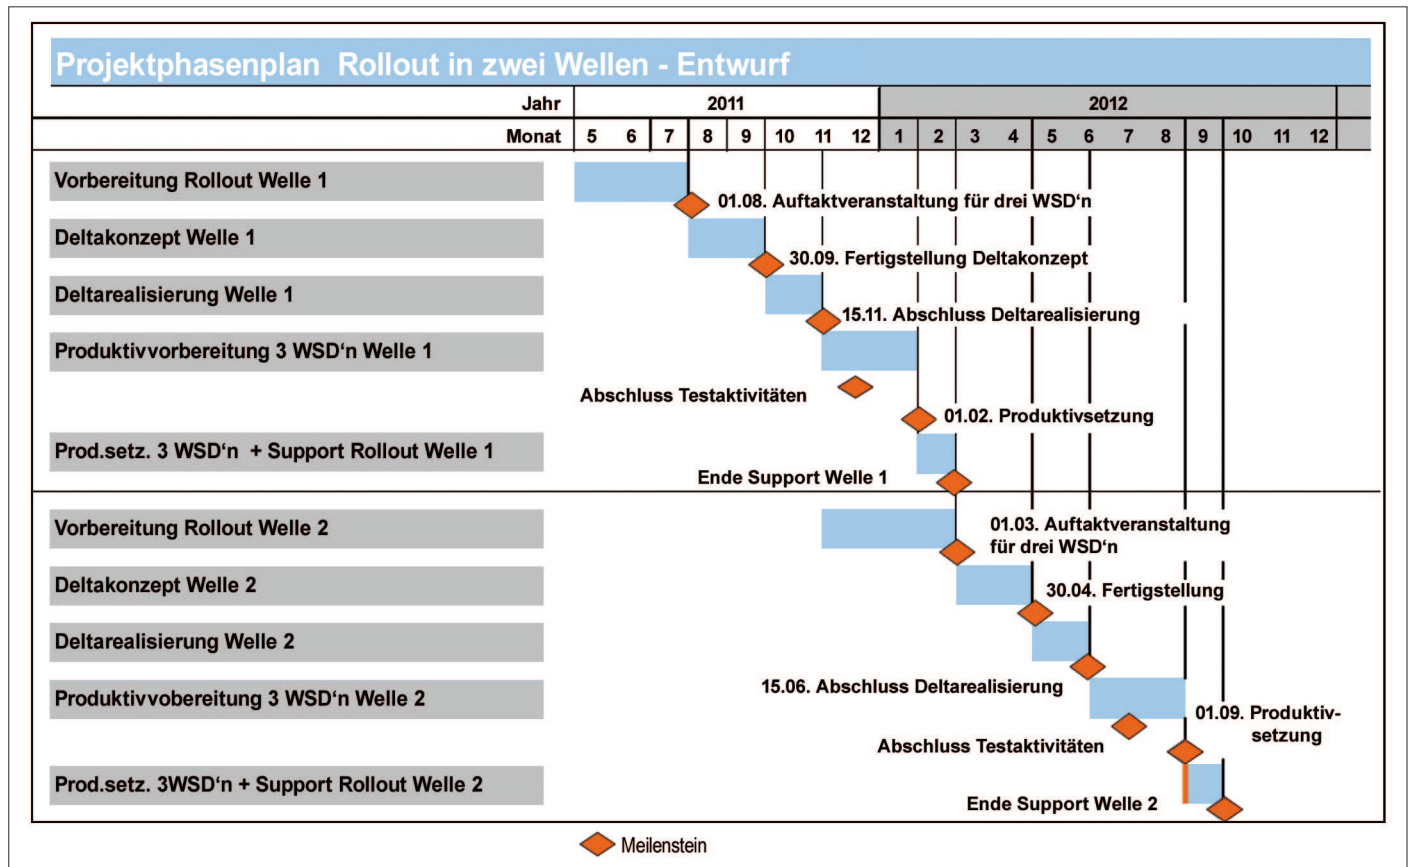 Projektphasenplan Rollout in zwei Wellen - Entwurf
Jahr 2011 2012
Monat 5 6 7 8 9 10 11 12 1 2 3 4 5 6 7 8 9 10 11 12
Vorbereitung Rollout Welle 1
01.08. Auftaktveranstaltung für drei WSD‘n
Deltakonzept Welle 1
30.09. Fertigstellung Deltakonzept
Deltarealisierung Welle 1
15.11. Abschluss Deltarealisierung
Produktivvorbereitung 3 WSD‘n Welle 1
Abschluss Testaktivitäten
01.02. Produktivsetzung
Prod.setz. 3 WSD‘n + Support Rollout Welle 1
Ende Support Welle 1
Vorbereitung Rollout Welle 2
01.03. Auftaktveranstaltung
für drei WSD‘n
Deltakonzept Welle 2
30.04. Fertigstellung
Deltarealisierung Welle 2
15.06. Abschluss Deltarealisierung
Produktivvobereitung 3 WSD‘n Welle 2
01.09. Produktiv-
setzung
Abschluss Testaktivitäten
Prod.setz. 3WSD‘n + Support Rollout Welle 2
Ende Support Welle 2
Meilenstein